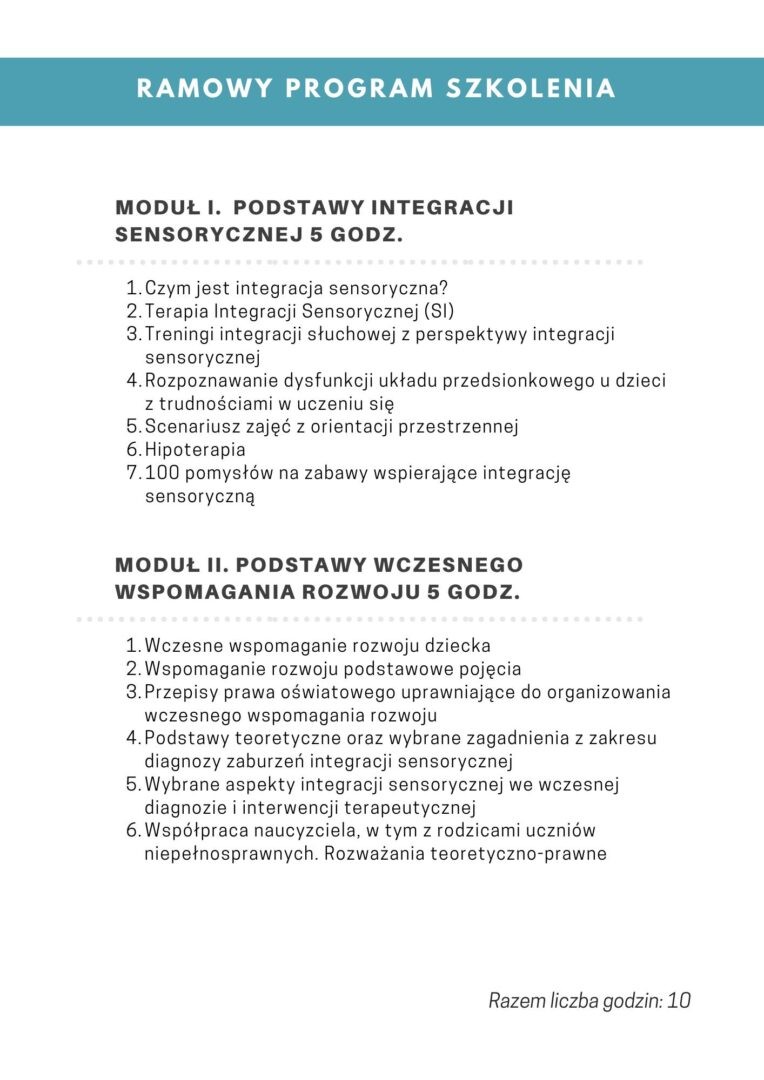 RAMOWY PROGRAM SZKOLENIA
MODUŁ I. PODSTAWY INTEGRACJI
SENSORYCZNEJ 5 GODZ.
1. Czym jest integracja sensoryczna?
2. Terapia Integracji Sensorycznej (SI)
3. Treningi integracji słuchowej z perspektywy integracji
sensorycznej
4. Rozpoznawanie dysfunkcji układu przedsionkowego u dzieci
z trudnościami w uczeniu się
5. Scenariusz zajęć z orientacji przestrzennej
6. Hipoterapia
7. 100 pomysłów na zabawy wspierające integrację
sensoryczną
MODUŁ II. PODSTAWY WCZESNEGO
WSPOMAGANIA ROZWOJU 5 GODZ.
1. Wczesne wspomaganie rozwoju dziecka
2. Wspomaganie rozwoju podstawowe pojęcia
3. Przepisy prawa oświatowego uprawniające do organizowania
wczesnego wspomagania rozwoju
4. Podstawy teoretyczne oraz wybrane zagadnienia z zakresu
diagnozy zaburzeń integracji sensorycznej
5. Wybrane aspekty integracji sensorycznej we wczesnej
diagnozie i interwencji terapeutycznej
6. Współpraca naucyzciela, w tym z rodzicami uczniów
niepełnosprawnych. Rozważania teoretyczno-prawne
Razem liczba godzin: 10